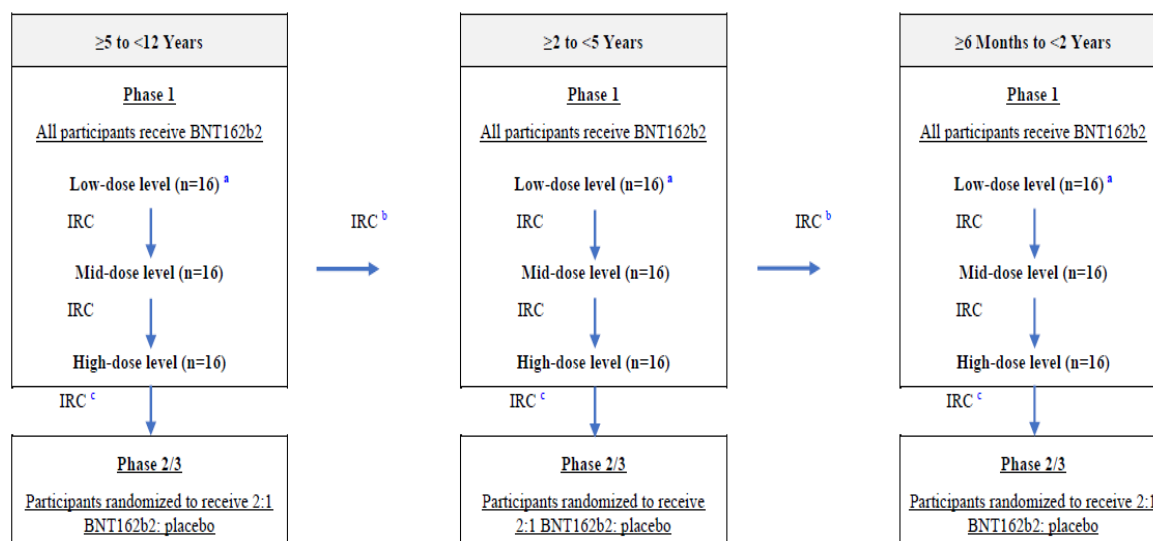 ≥5 to <12 Years
Phase 1
All participants receive BNT162b2
Low-dose level (n=16) a
IRC
Mid-dose level (n=16)
IRC
High-dose level (n=16)
IRC c
Phase 2/3
Participants randomized to receive 2:1
BNT162b2: placebo
IRC b
≥2 to <5 Years
Phase 1
All participants receive BNT162b2
Low-dose level (n=16) a
IRC
Mid-dose level (n=16)
IRC
High-dose level (n=16)
IRC c
Phase 2/3
Participants randomized to receive
2:1 BNT162b2: placebo
IRC b
≥6 Months to <2 Years
Phase 1
All participants receive BNT162b2
Low-dose level (n=16) a
IRC
Mid-dose level (n=16)
IRC
High-dose level (n=16)
IRC c
Phase 2/3
Participants randomized to receive 2:1
BNT162b2: placebo